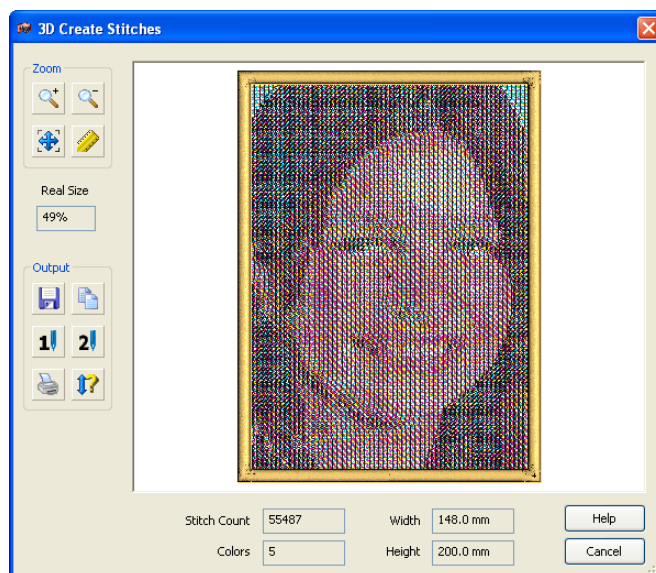 3D Create Stitches
Zoom
Real Size
49%
Output
1
2
?
Stitch Count 55487 Width 148.0 mm Help
Colors 5 Height 200.0 mm Cancel